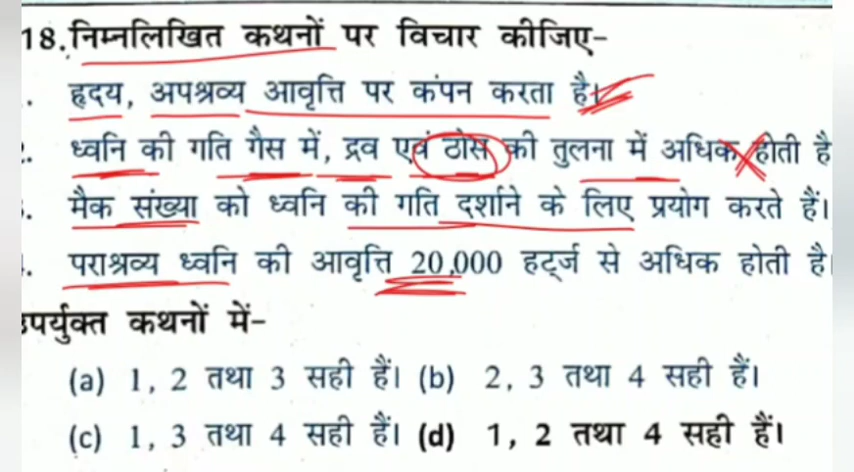 18.निम्नलिखित कथनों पर विचार कीजिए-
. हृदय, अपश्रव्य आवृत्ति पर कंपन करता है।
. ध्वनि की गति गैस में, द्रव एवं ठोस की तुलना में अधिक होती है
. मैक संख्या को ध्वनि की गति दर्शाने के लिए प्रयोग करते हैं।
. पराश्रव्य ध्वनि की आवृत्ति 20,000 हर्ट्ज से अधिक होती है
उपर्युक्त कथनों में-
(a) 1, 2 तथा 3 सही हैं। (b) 2, 3 तथा 4 सही हैं।
(c) 1, 3 तथा 4 सही हैं। (d) 1, 2 तथा 4 सही हैं।